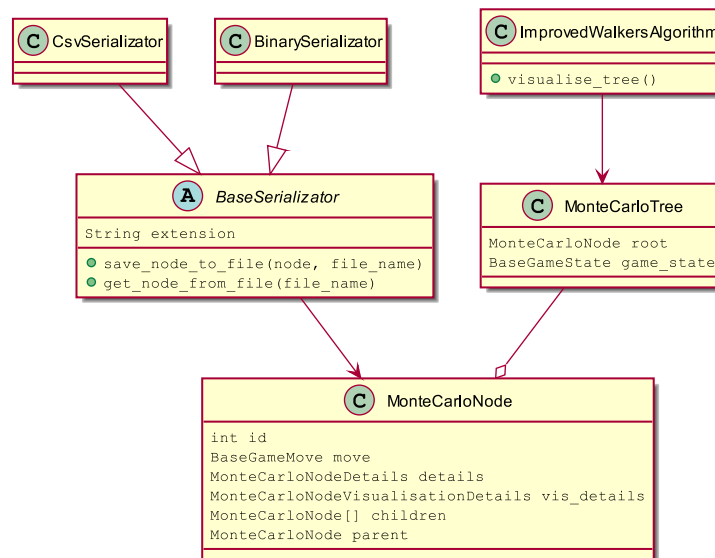 C CsvSerializator
C BinarySerializator
C ImprovedWalkersAlgorithm
visualise_tree()
A BaseSerializator
String extension
save_node_to_file(node, file_name)
get_node_from_file(file_name)
C MonteCarloTree
MonteCarloNode root
BaseGameState game_state
C MonteCarloNode
int id
BaseGameMove move
MonteCarloNodeDetails details
MonteCarloNodeVisualisationDetails vis_details
MonteCarloNode[] children
MonteCarloNode parent